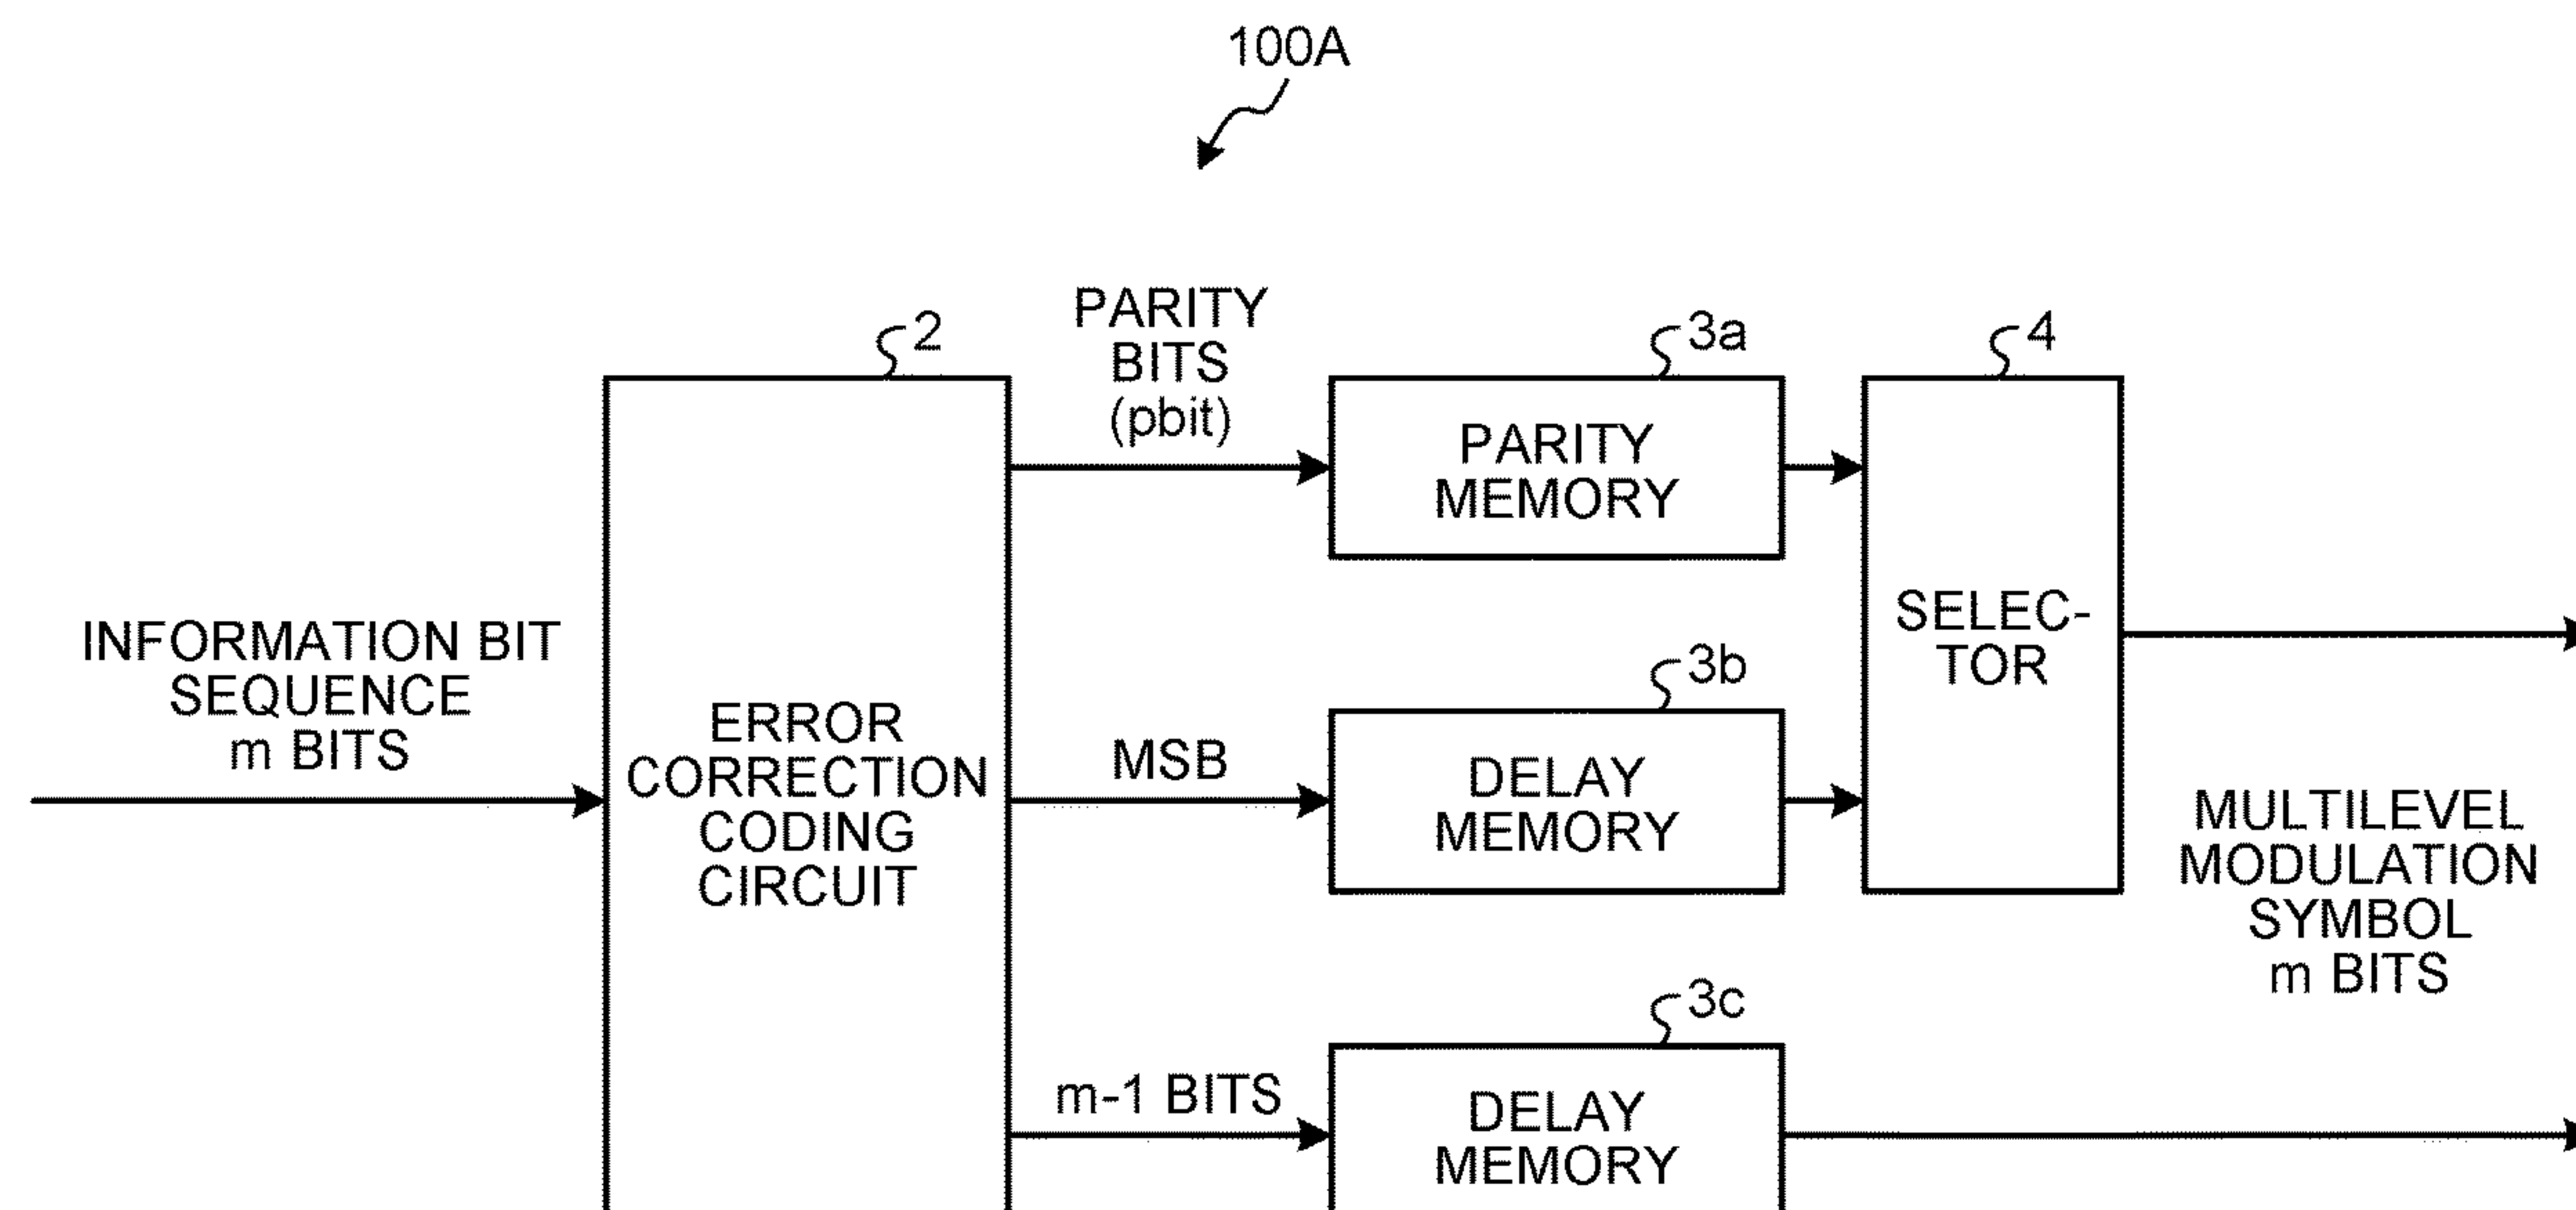 100A
2
PARITY
BITS
(pbit)
3a
4
PARITY
MEMORY
INFORMATION BIT
SEQUENCE
m BITS
ERROR
CORRECTION
CODING
CIRCUIT
MSB
3b
DELAY
MEMORY
SELEC-
TOR
MULTILEVEL
MODULATION
SYMBOL
m BITS
m-1 BITS
3c
DELAY
MEMORY